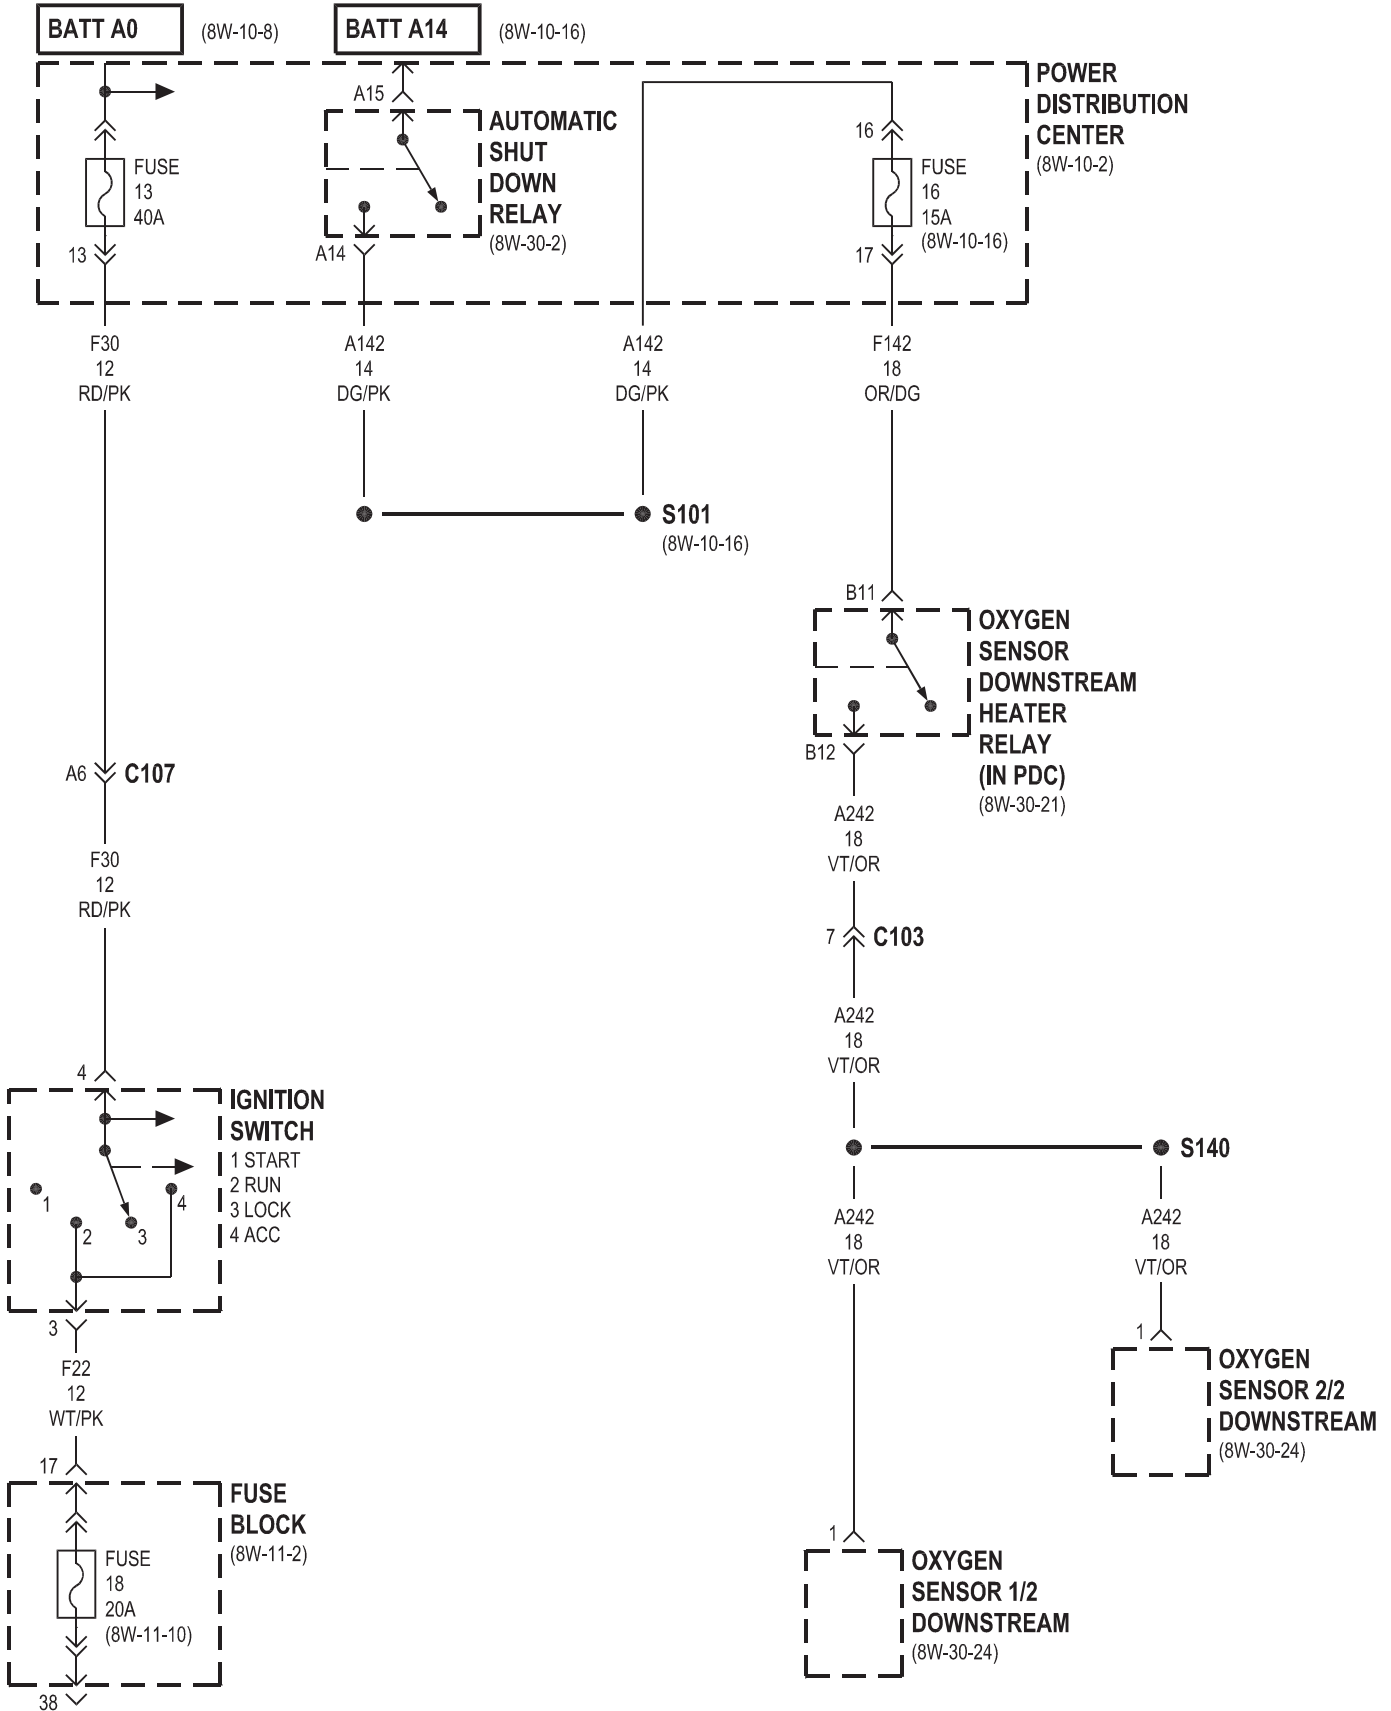 BATT A0
(8W-10-8)
BATT A14
(8W-10-16)
POWER
DISTRIBUTION
CENTER
(8W-10-2)
A15
AUTOMATIC
SHUT
DOWN
RELAY
(8W-30-2)
FUSE
13
40A
13
A14
16
FUSE
16
15A
(8W-10-16)
17
F30
12
RD/PK
A142
14
DG/PK
A142
14
DG/PK
F142
18
OR/DG
S101
(8W-10-16)
B11
OXYGEN
SENSOR
DOWNSTREAM
HEATER
RELAY
(IN PDC)
(8W-30-21)
B12
A6
C107
A242
18
VT/OR
F30
12
RD/PK
7
C103
A242
18
VT/OR
4
IGNITION
SWITCH
1 START
2 RUN
3 LOCK
4 ACC
1
2
3
4
S140
3
F22
12
WT/PK
A242
18
VT/OR
A242
18
VT/OR
1
OXYGEN
SENSOR 2/2
DOWNSTREAM
(8W-30-24)
17
FUSE
BLOCK
(8W-11-2)
FUSE
18
20A
(8W-11-10)
38
1
OXYGEN
SENSOR 1/2
DOWNSTREAM
(8W-30-24)